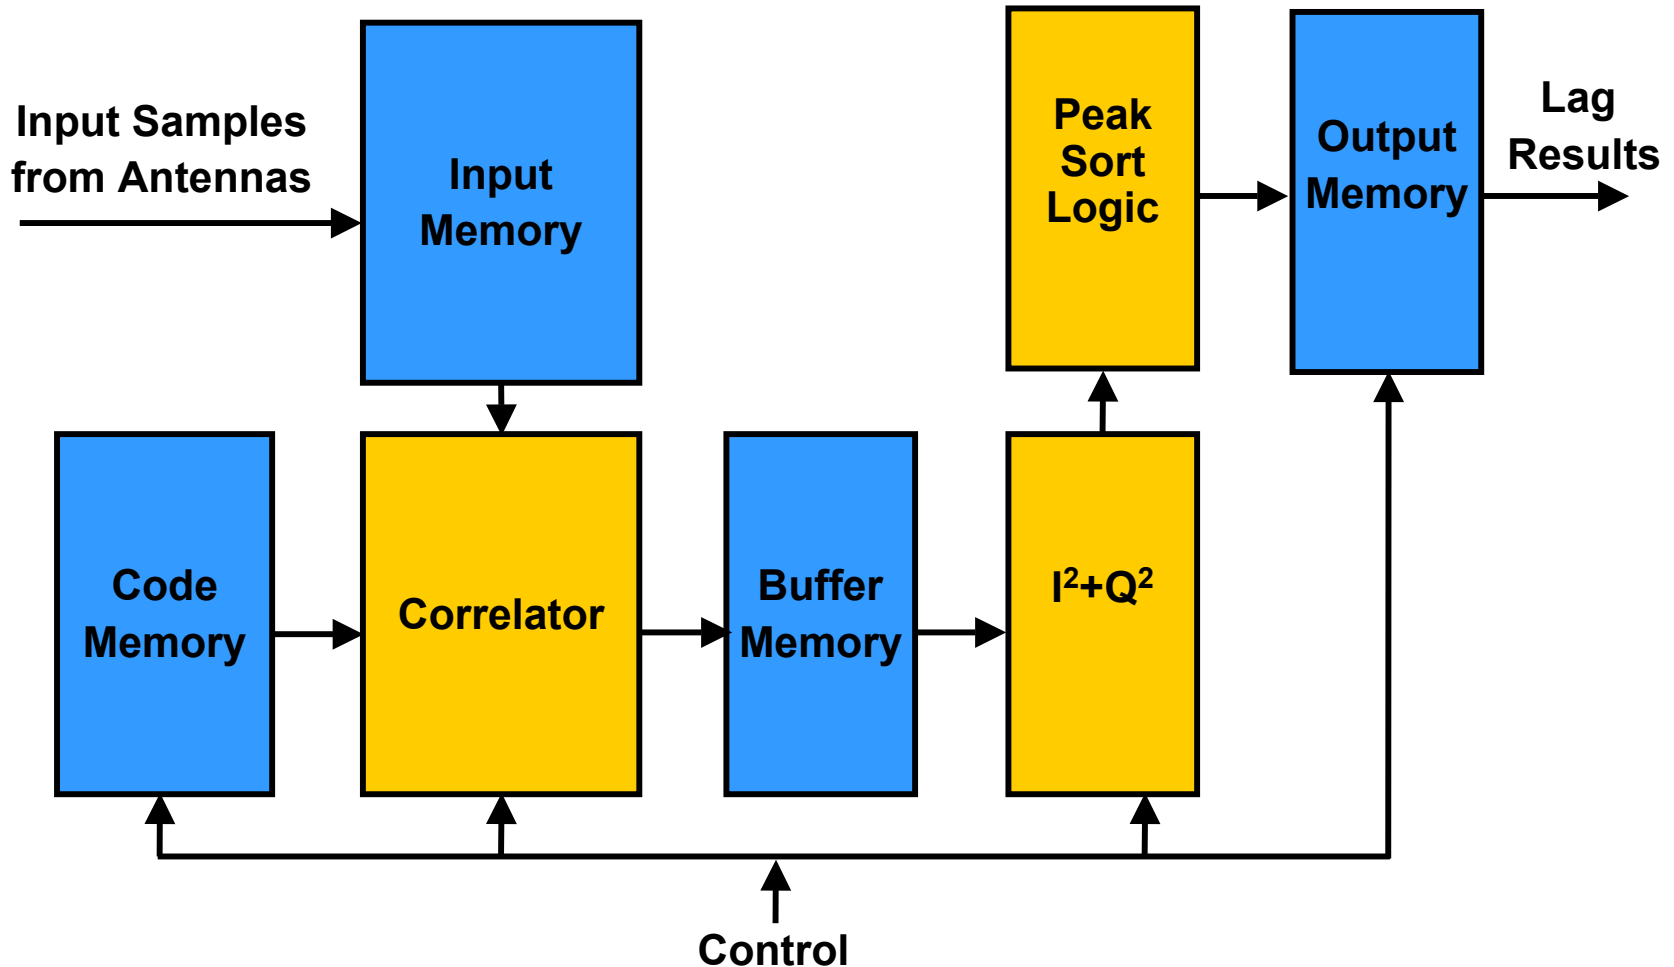 Input Samples
from Antennas
Input
Memory
Peak
Sort
Logic
Output
Memory
Lag
Results
Code
Memory
Correlator
Buffer
Memory
I²+Q²
Control